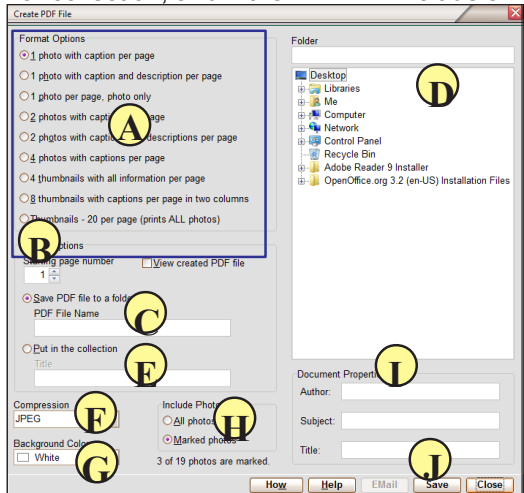 Create PDF File
Format Options
1 photo with caption per page
1 photo with caption and description per page
1 photo per page, photo only
2 photos with capti age
A
2 photos with capti descriptions per page
4 photos with captions per page
4 thumbnails with all information per page
8 thumbnails with captions per page in two columns
Thumbnails - 20 per page (prints ALL photos)
B
ptions
Starting page number
View created PDF file
1
Save PDF file to a fold
PDF File Name
C
Put in the collection
Title
E
Compression
JPEG
F
Background Colo
White
G
Include Photo
All photos
H
Marked photos
3 of 19 photos are marked.
Folder
Desktop
D
Libraries
Me
Computer
Network
Control Panel
Recycle Bin
Adobe Reader 9 Installer
OpenOffice.org 3.2 (en-US) Installation Files
Document Properti
I
Author:
Subject:
Title:
J
How
Help
EMail
Save
Close